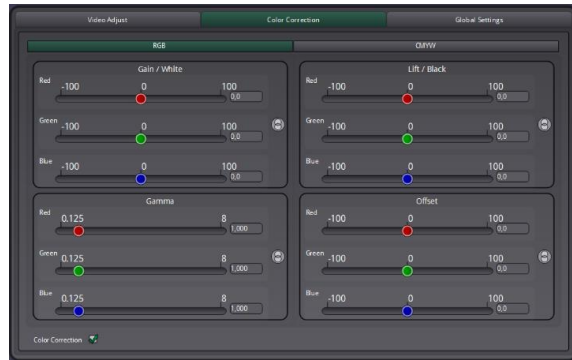 Video Adjust
Color Correction
Global Settings
RGB
CMYW
Gain / White
Red -100 0 100
0,0
Green -100 0 100
0,0
Blue -100 0 100
0,0
Lift / Black
Red -100 0 100
0,0
Green -100 0 100
0,0
Blue -100 0 100
0,0
Gamma
Red 0.125 8
1,000
Green 0.125 8
1,000
Blue 0.125 8
1,000
Offset
Red -100 0 100
0,0
Green -100 0 100
0,0
Blue -100 0 100
0,0
Color Correction